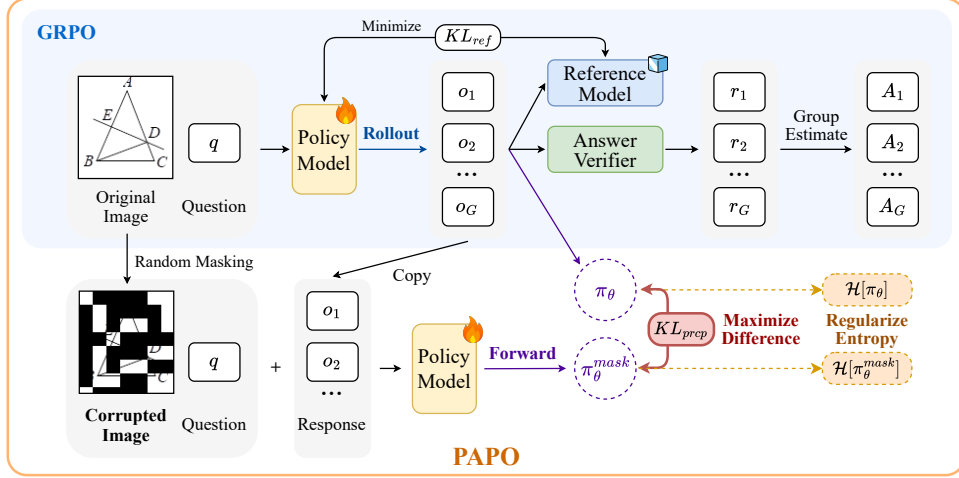 GRPO
Minimize
KL_ref
A
E
D
B
C
Original
Image
q
Question
Policy
Model
Rollout
o_1
o_2
...
o_G
Reference
Model
Answer
Verifier
r_1
r_2
...
r_G
Group
Estimate
A_1
A_2
...
A_G
Random Masking
Copy
D
B
C
Corrupted
Image
q
Question
+
o_1
o_2
...
Response
Policy
Model
Forward
π_θ
π_θ^mask
KL_prcp
Maximize
Difference
H[π_θ]
Regularize
Entropy
H[π_θ^mask]
PAPO